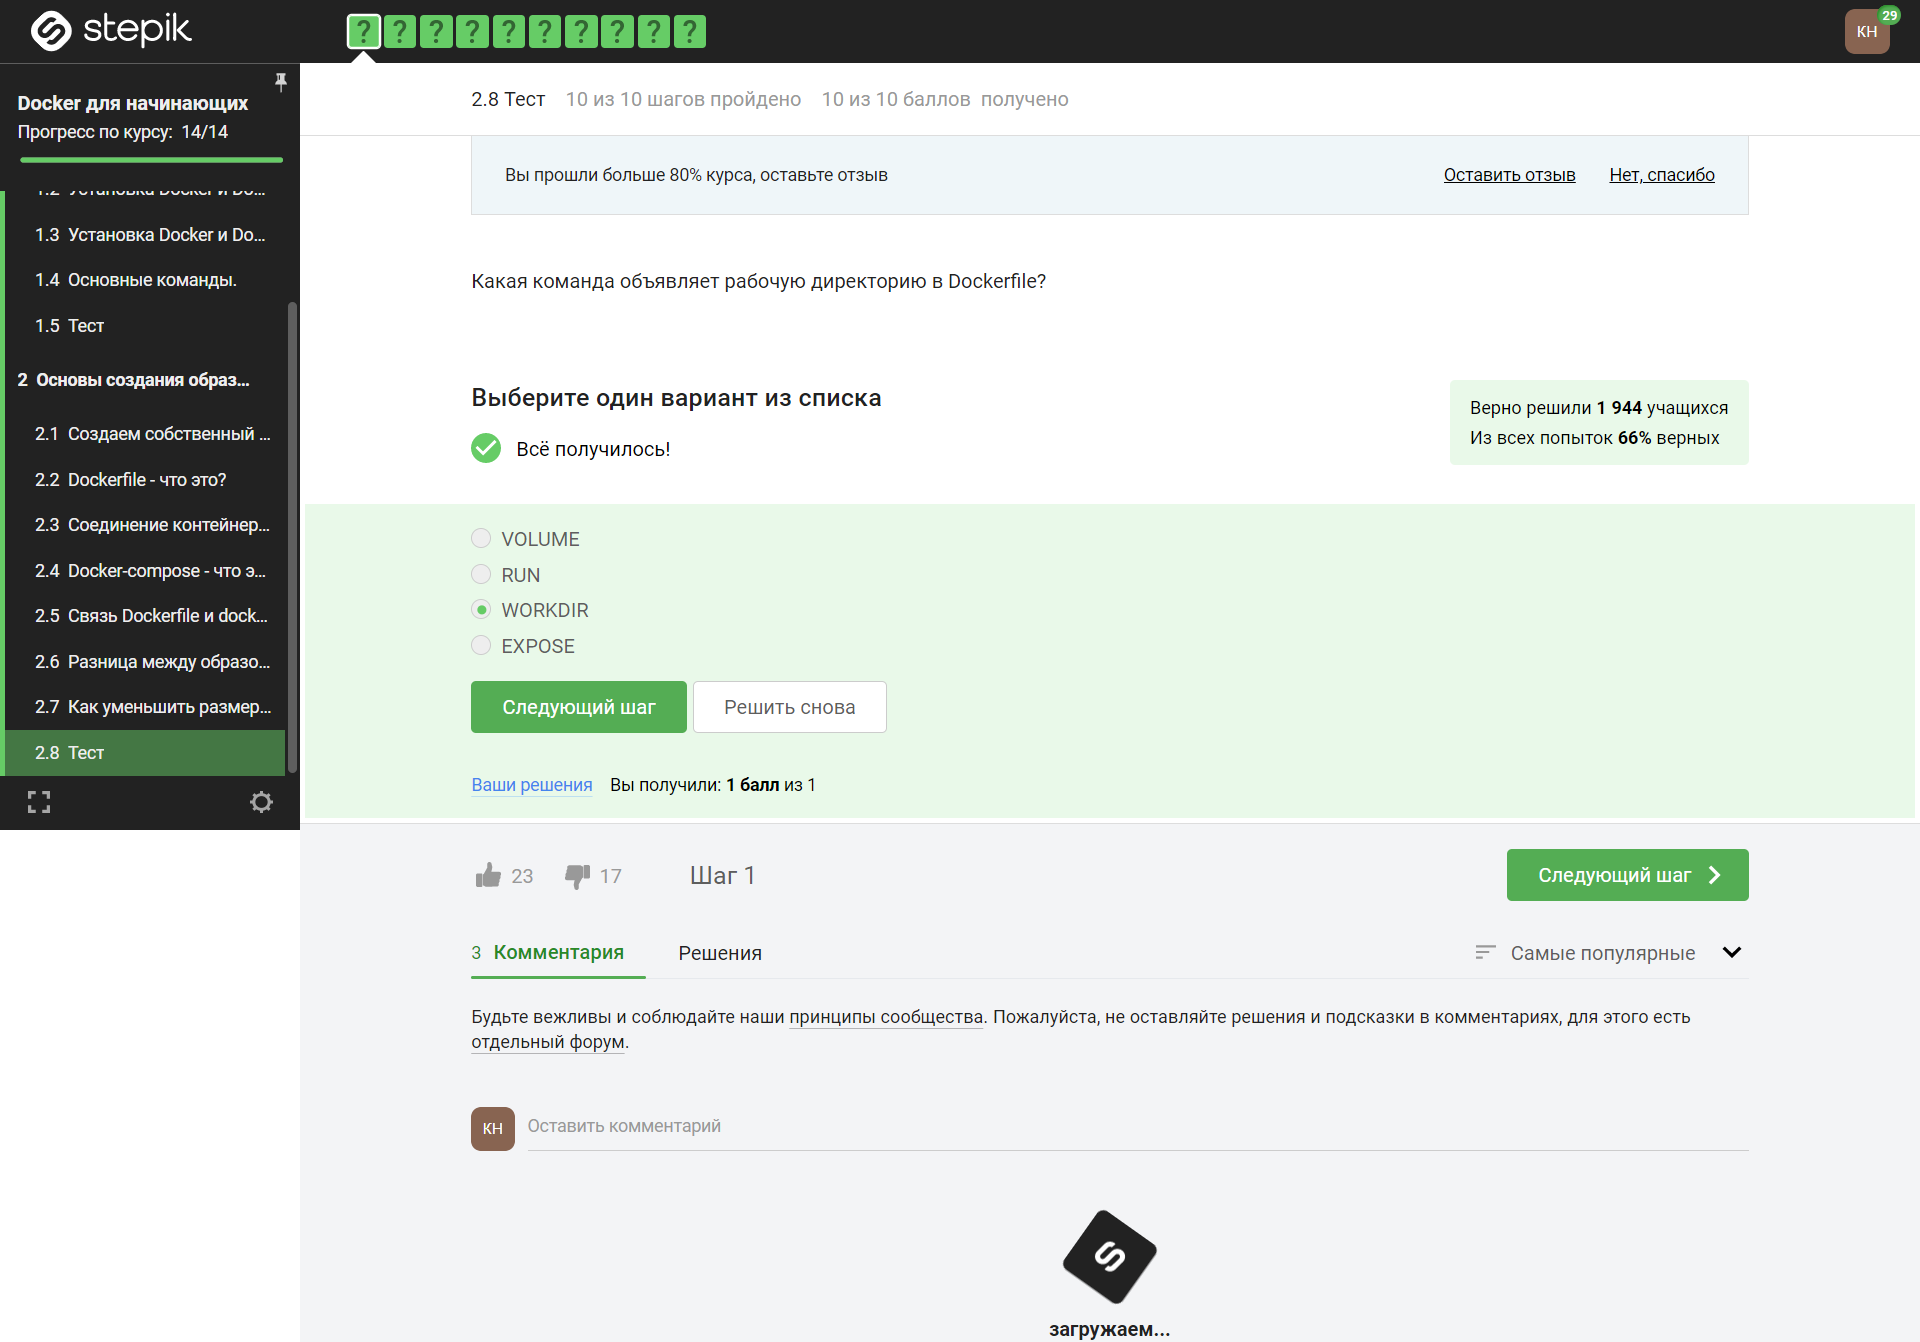 stepik
? ? ? ? ? ? ? ? ? ?
КН
29
Docker для начинающих
Прогресс по курсу: 14/14
1.2 Установка Docker и Do...
1.3 Установка Docker и Do...
1.4 Основные команды.
1.5 Тест
2 Основы создания образ...
2.1 Создаем собственный ...
2.2 Dockerfile - что это?
2.3 Соединение контейнер...
2.4 Docker-compose - что э...
2.5 Связь Dockerfile и dock...
2.6 Разница между образо...
2.7 Как уменьшить размер...
2.8 Тест
2.8 Тест 10 из 10 шагов пройдено 10 из 10 баллов получено
Вы прошли больше 80% курса, оставьте отзыв
Оставить отзыв Нет, спасибо
Какая команда объявляет рабочую директорию в Dockerfile?
Выберите один вариант из списка
Всё получилось!
Верно решили 1 944 учащихся
Из всех попыток 66% верных
VOLUME
RUN
WORKDIR
EXPOSE
Следующий шаг Решить снова
Ваши решения Вы получили: 1 балл из 1
23 17 Шаг 1 Следующий шаг
3 Комментария Решения Самые популярные
Будьте вежливы и соблюдайте наши принципы сообщества. Пожалуйста, не оставляйте решения и подсказки в комментариях, для этого есть
отдельный форум.
КН Оставить комментарий
загружаем...